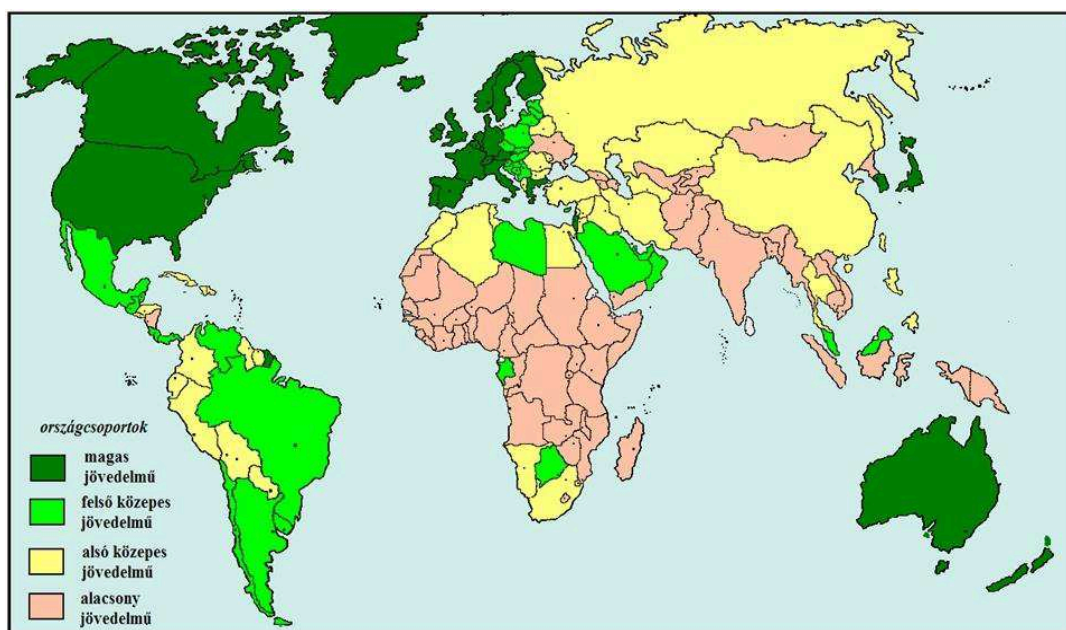 országcsoportok
magas
jövedelmű
felső közepes
jövedelmű
alsó közepes
jövedelmű
alacsony
jövedelmű